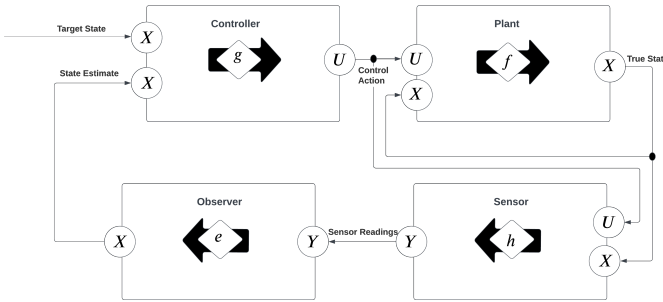 Controller
Plant
Target State
X
g
U
U
f
X
True Stat
State Estimate
X
Control
Action
X
Observer
Sensor
U
X
e
Y
Sensor Readings
Y
h
X